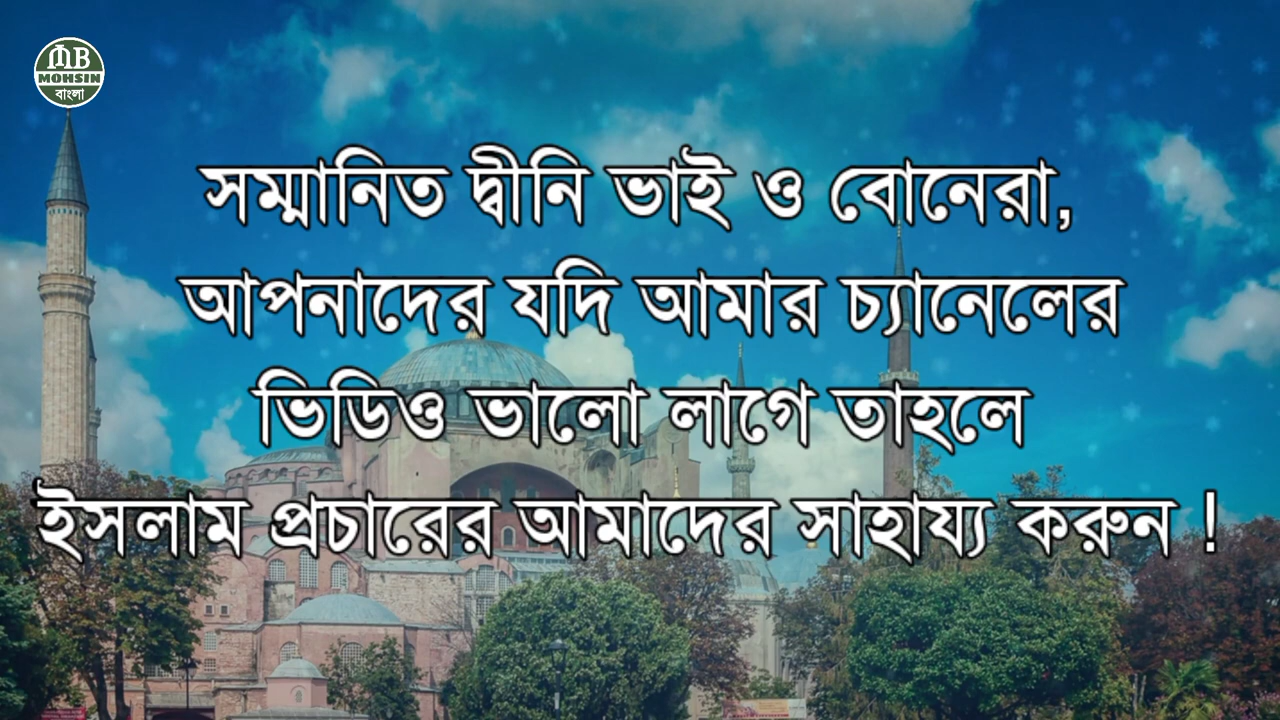 MB
MOHSIN
বাংলা
সম্মানিত দ্বীনি ভাই ও বোনেরা,
আপনাদের যদি আমার চ্যানেলের
ভিডিও ভালো লাগে তাহলে
ইসলাম প্রচারের আমাদের সাহায্য করুন !